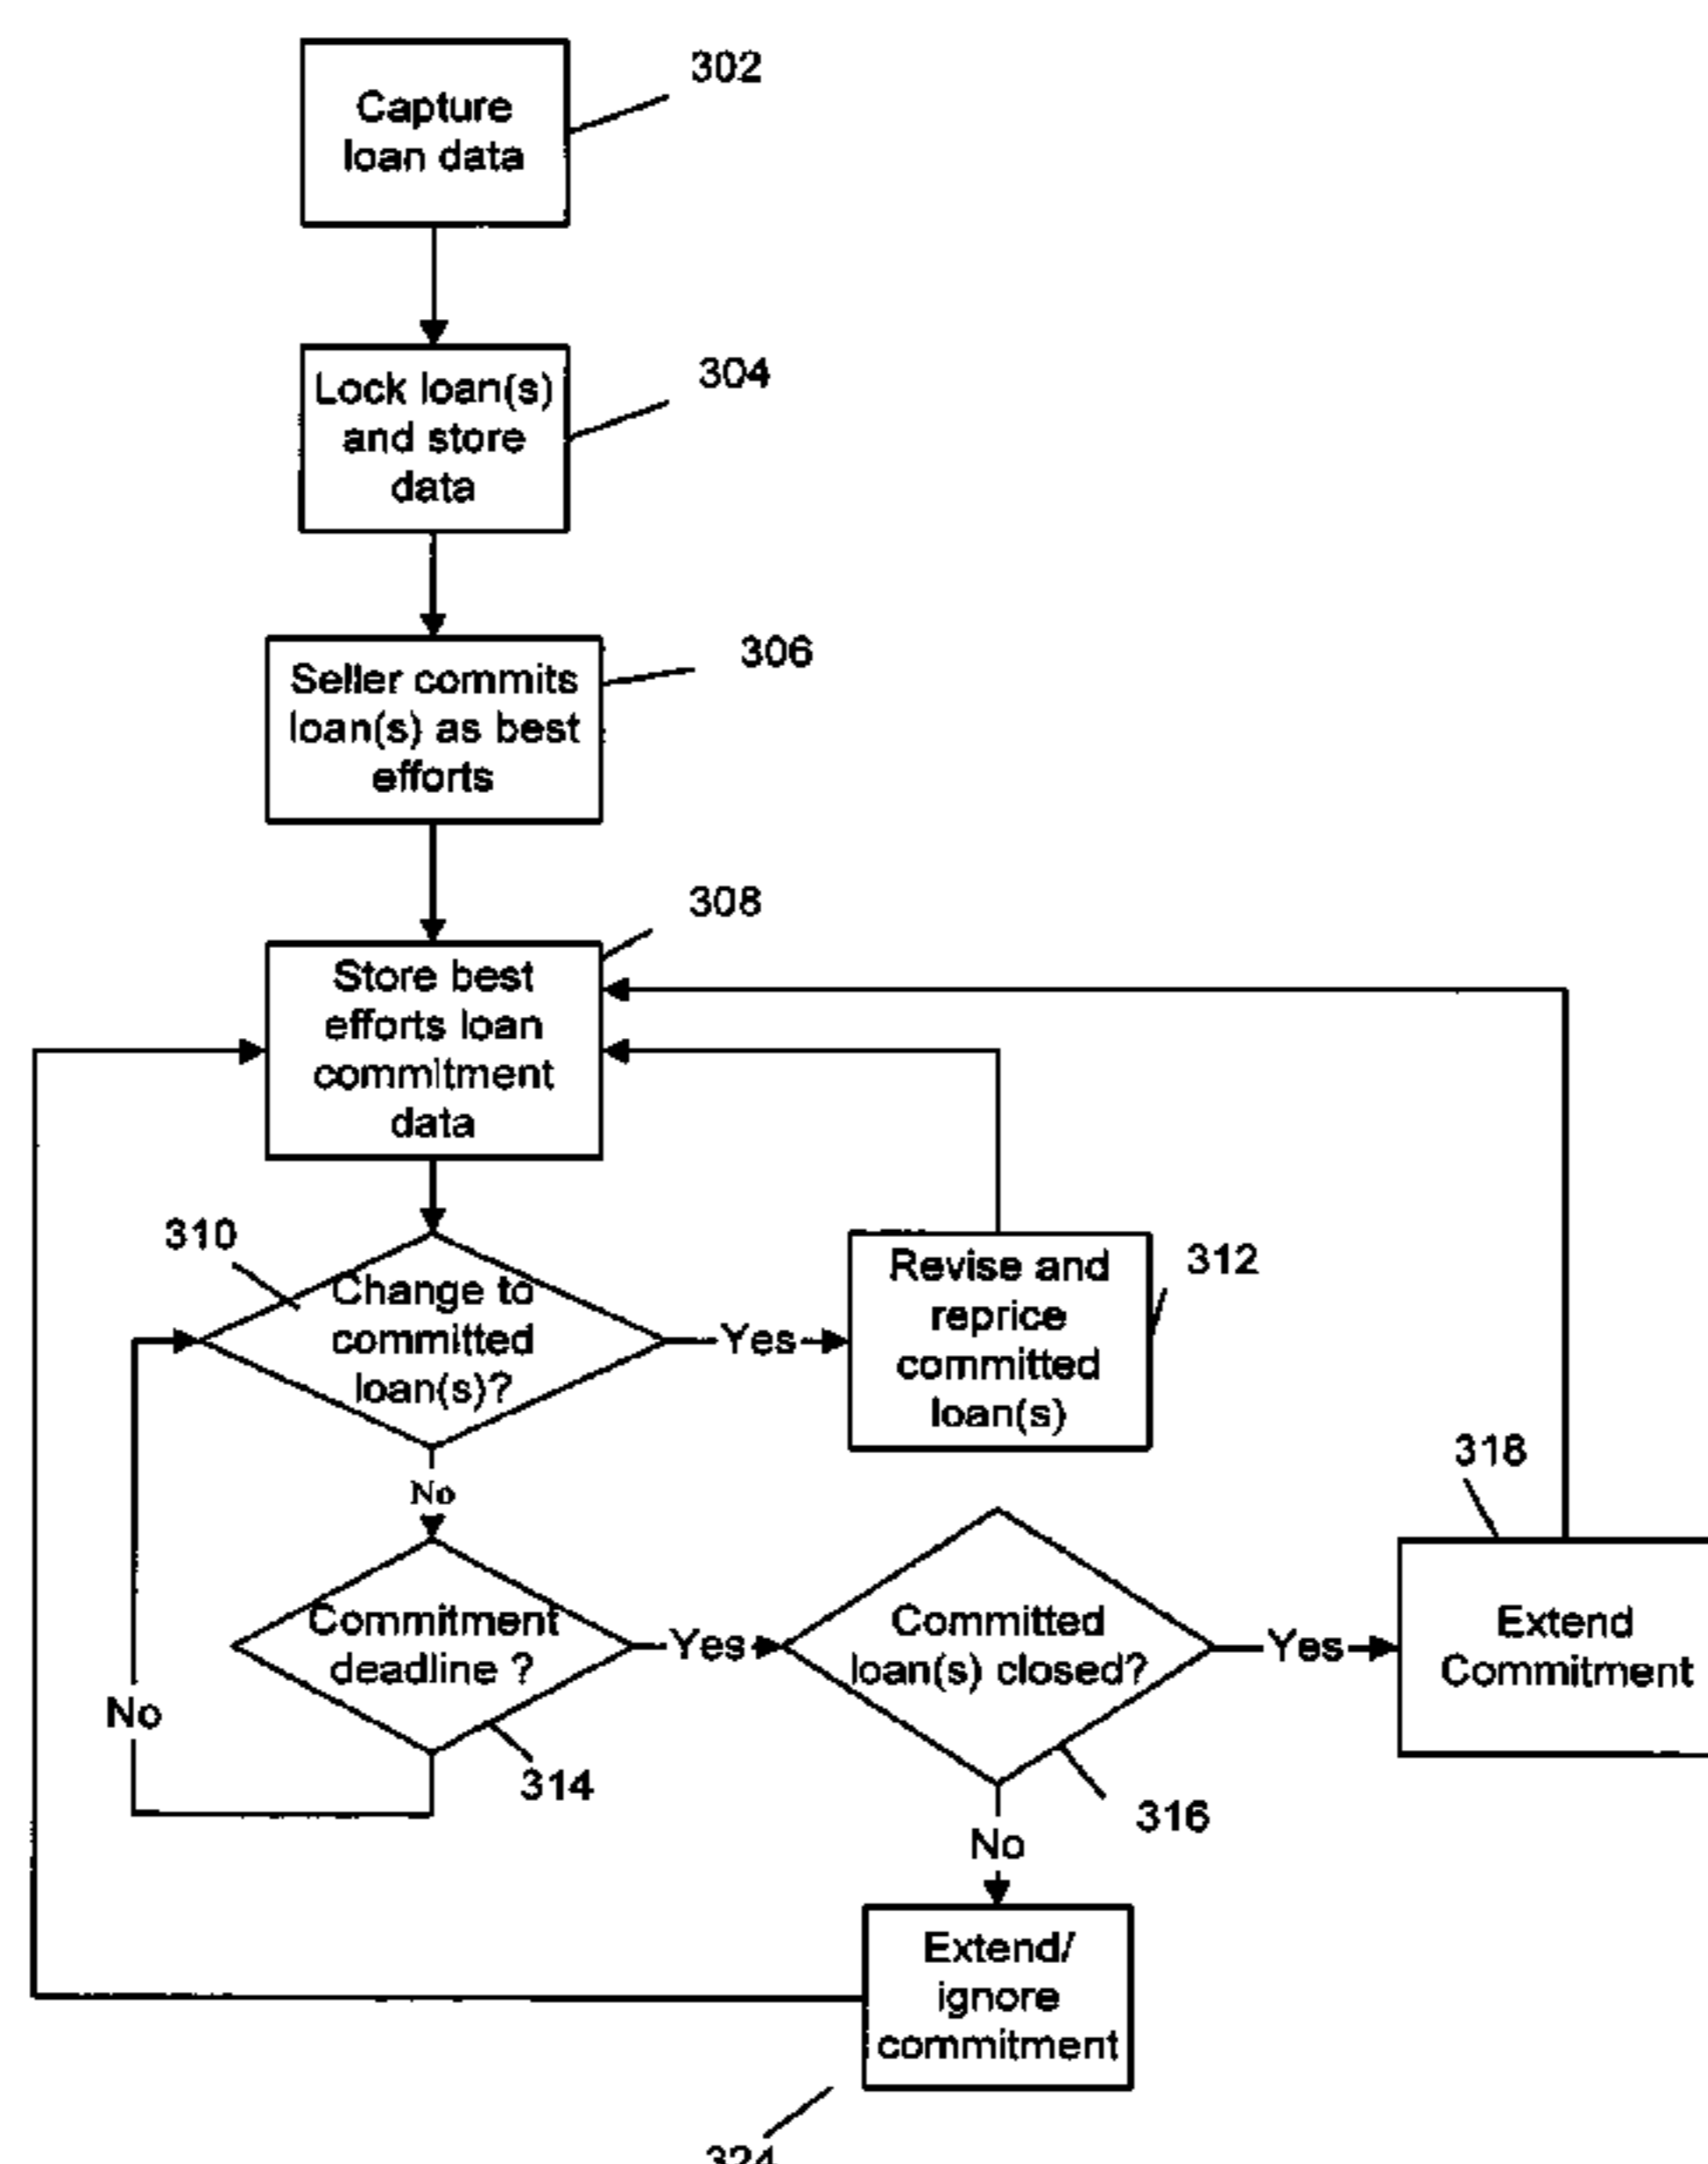 302
Capture
loan data
304
Lock loan(s)
and store
data
306
Seller commits
loan(s) as best
efforts
308
Store best
efforts loan
commitment
data
310
Change to
committed
loan(s)?
Yes
Revise and
reprice
committed
loan(s)
312
No
318
Commitment
deadline ?
Yes
Committed
loan(s) closed?
Yes
Extend
Commitment
No
314
316
No
Extend/
ignore
commitment
324